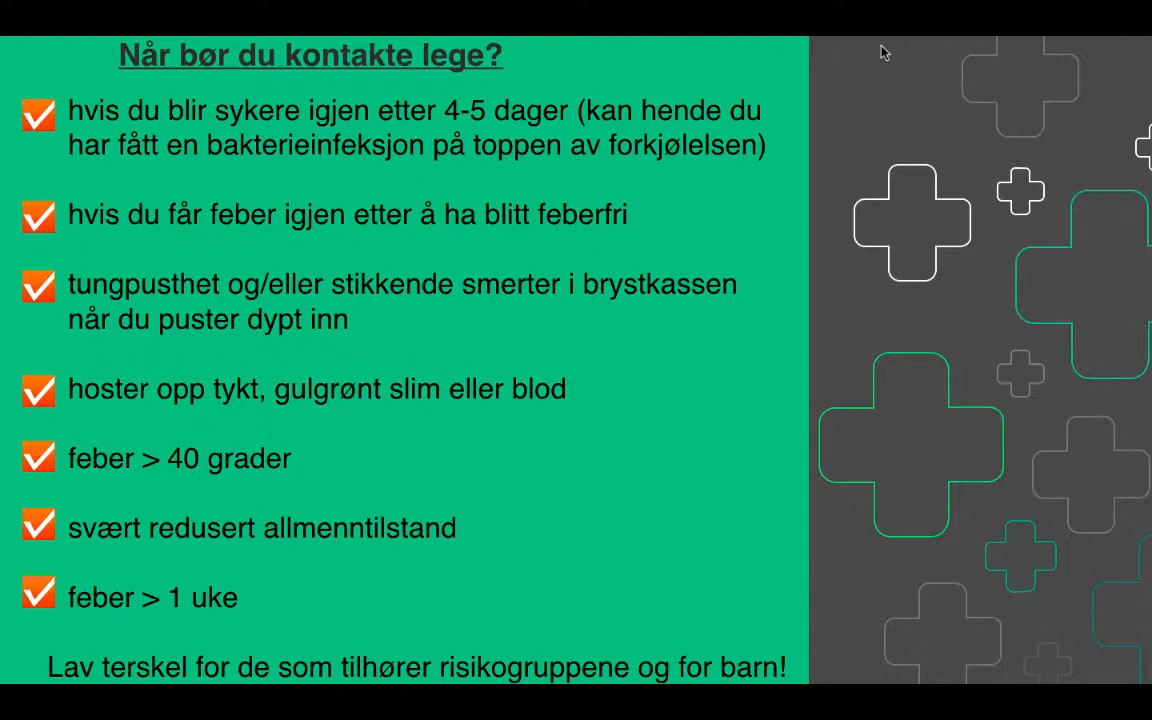 Når bør du kontakte lege?
hvis du blir sykere igjen etter 4-5 dager (kan hende du
har fått en bakterieinfeksjon på toppen av forkjølelsen)
hvis du får feber igjen etter å ha blitt feberfri
tungpusthet og/eller stikkende smerter i brystkassen
når du puster dypt inn
hoster opp tykt, gulgrønt slim eller blod
feber > 40 grader
svært redusert allmenntilstand
feber > 1 uke
Lav terskel for de som tilhører risikogruppene og for barn!